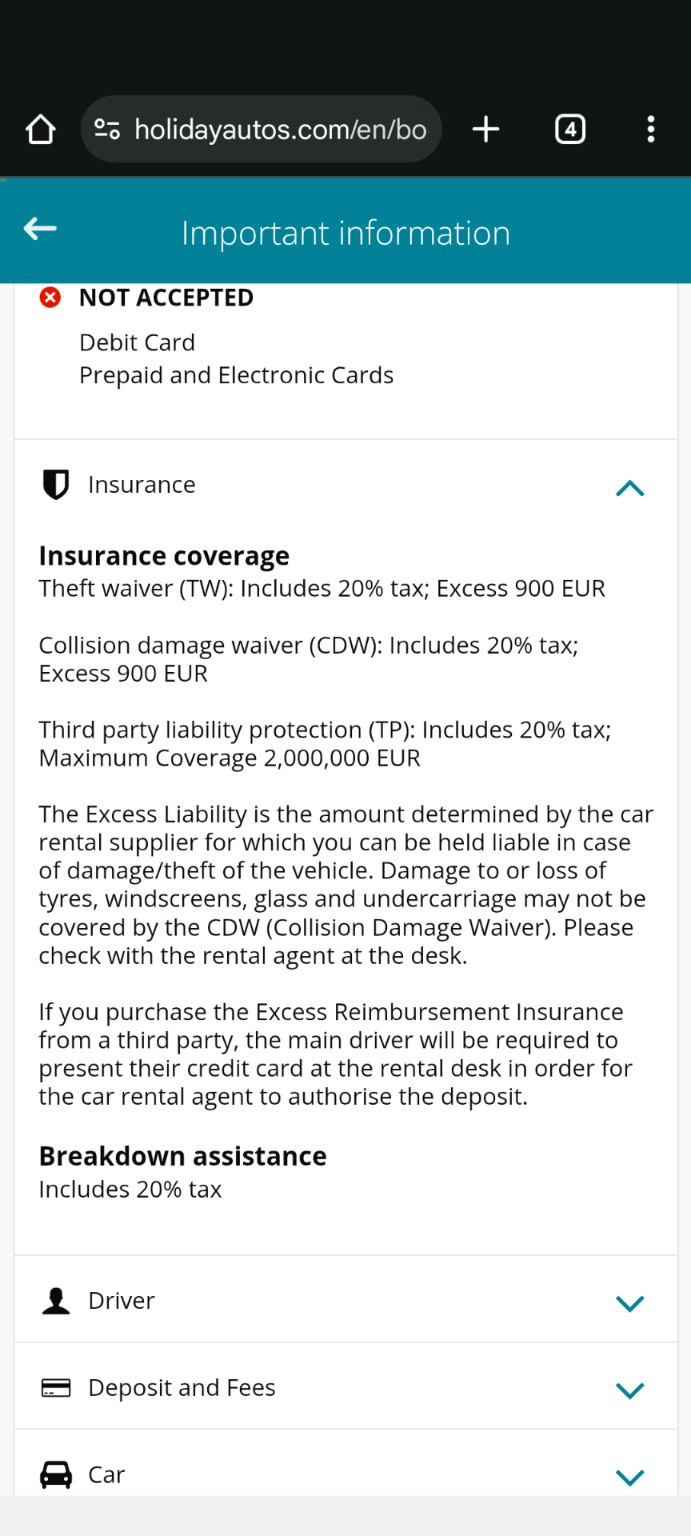 holidayautos.com/en/bo
4
Important information
NOT ACCEPTED
Debit Card
Prepaid and Electronic Cards
Insurance
Insurance coverage
Theft waiver (TW): Includes 20% tax; Excess 900 EUR
Collision damage waiver (CDW): Includes 20% tax;
Excess 900 EUR
Third party liability protection (TP): Includes 20% tax;
Maximum Coverage 2,000,000 EUR
The Excess Liability is the amount determined by the car
rental supplier for which you can be held liable in case
of damage/theft of the vehicle. Damage to or loss of
tyres, windscreens, glass and undercarriage may not be
covered by the CDW (Collision Damage Waiver). Please
check with the rental agent at the desk.
If you purchase the Excess Reimbursement Insurance
from a third party, the main driver will be required to
present their credit card at the rental desk in order for
the car rental agent to authorise the deposit.
Breakdown assistance
Includes 20% tax
Driver
Deposit and Fees
Car